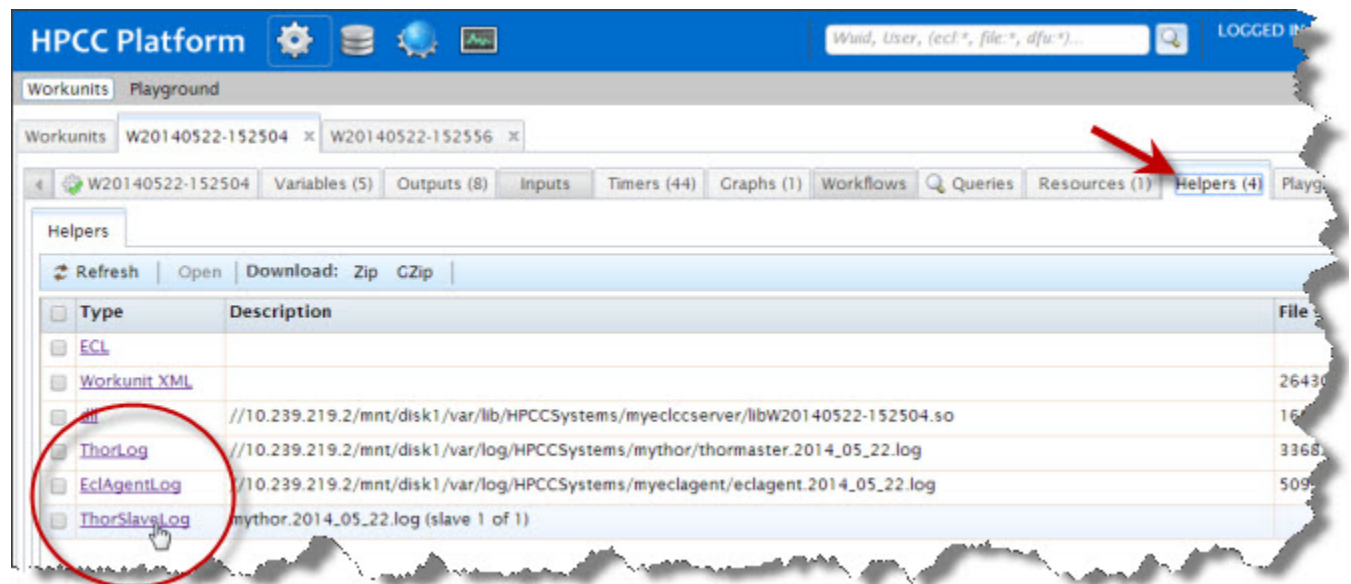 HPCC Platform Wuid, User, (ecl:*, file:*, dfu:*)... LOGGED
Workunits Playground
Workunits W20140522-152504 x W20140522-152556 x
W20140522-152504 Variables (5) Outputs (8) Inputs Timers (44) Graphs (1) Workflows Queries Resources (1) Helpers (4)
Helpers
Refresh Open Download: Zip GZip
Type Description File
ECL
Workunit XML
dll //10.239.219.2/mnt/disk1/var/lib/HPCCSystems/myeclccserver/libW20140522-152504.so
ThorLog //10.239.219.2/mnt/disk1/var/log/HPCCSystems/mythor/thormaster.2014_05_22.log
EclAgentLog //10.239.219.2/mnt/disk1/var/log/HPCCSystems/myeclagent/eclagent.2014_05_22.log
ThorSlaveLog mythor.2014_05_22.log (slave 1 of 1)